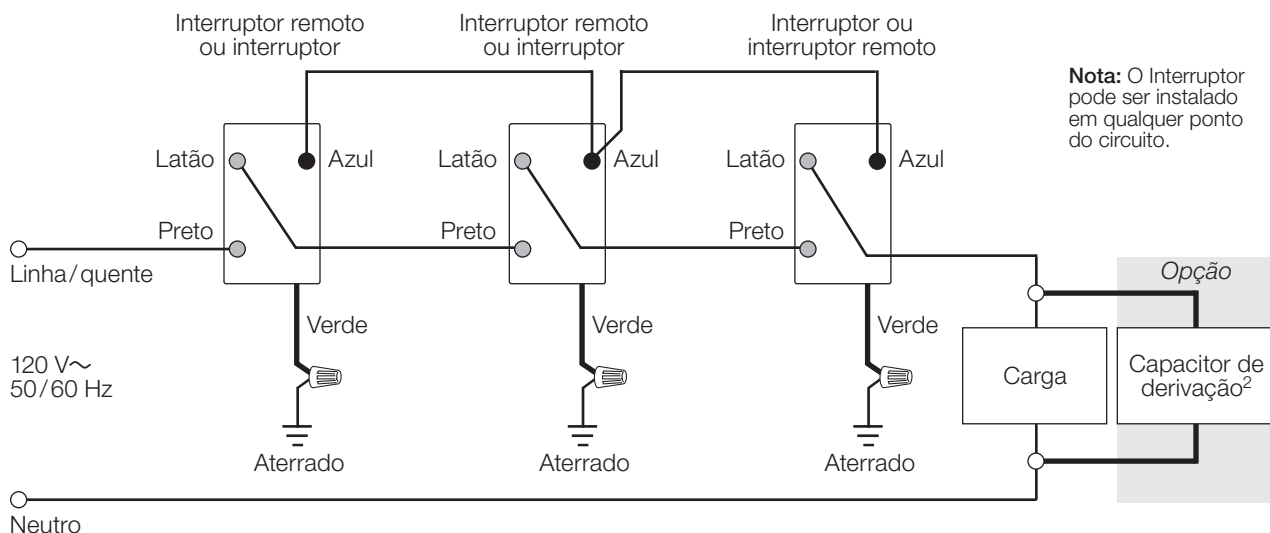 Interruptor remoto
ou interruptor
Interruptor remoto
ou interruptor
Interruptor ou
interruptor remoto
Nota: O Interruptor
pode ser instalado
em qualquer ponto
do circuito.
Latão
Azul
Latão
Azul
Latão
Azul
Preto
Preto
Preto
Linha/quente
Opção
Verde
Verde
Verde
120 V~
50/60 Hz
Carga
Capacitor de
derivação²
Aterrado
Aterrado
Aterrado
Neutro